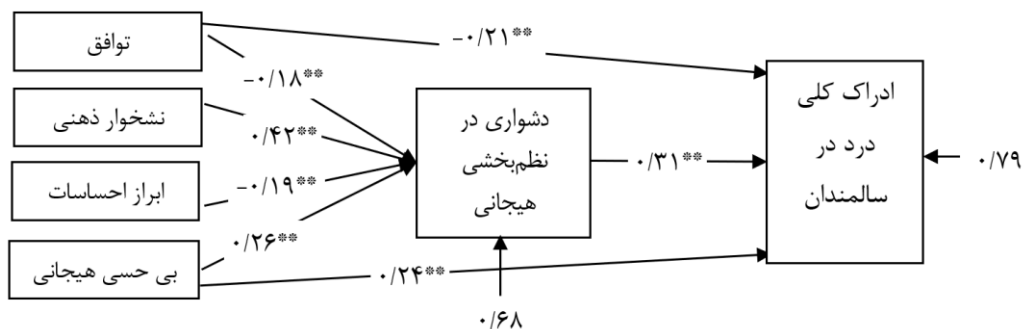 توافق
نشخوار ذهنی
ابراز احساسات
بی حسی هیجانی
-۰/۲۱**
-۰/۱۸**
۰/۴۲**
-۰/۱۹**
۰/۲۶**
۰/۲۴**
دشواری در
نظم‌بخشی
هیجانی
۰/۶۸
۰/۳۱**
ادراک کلی
درد در
سالمندان
۰/۷۹